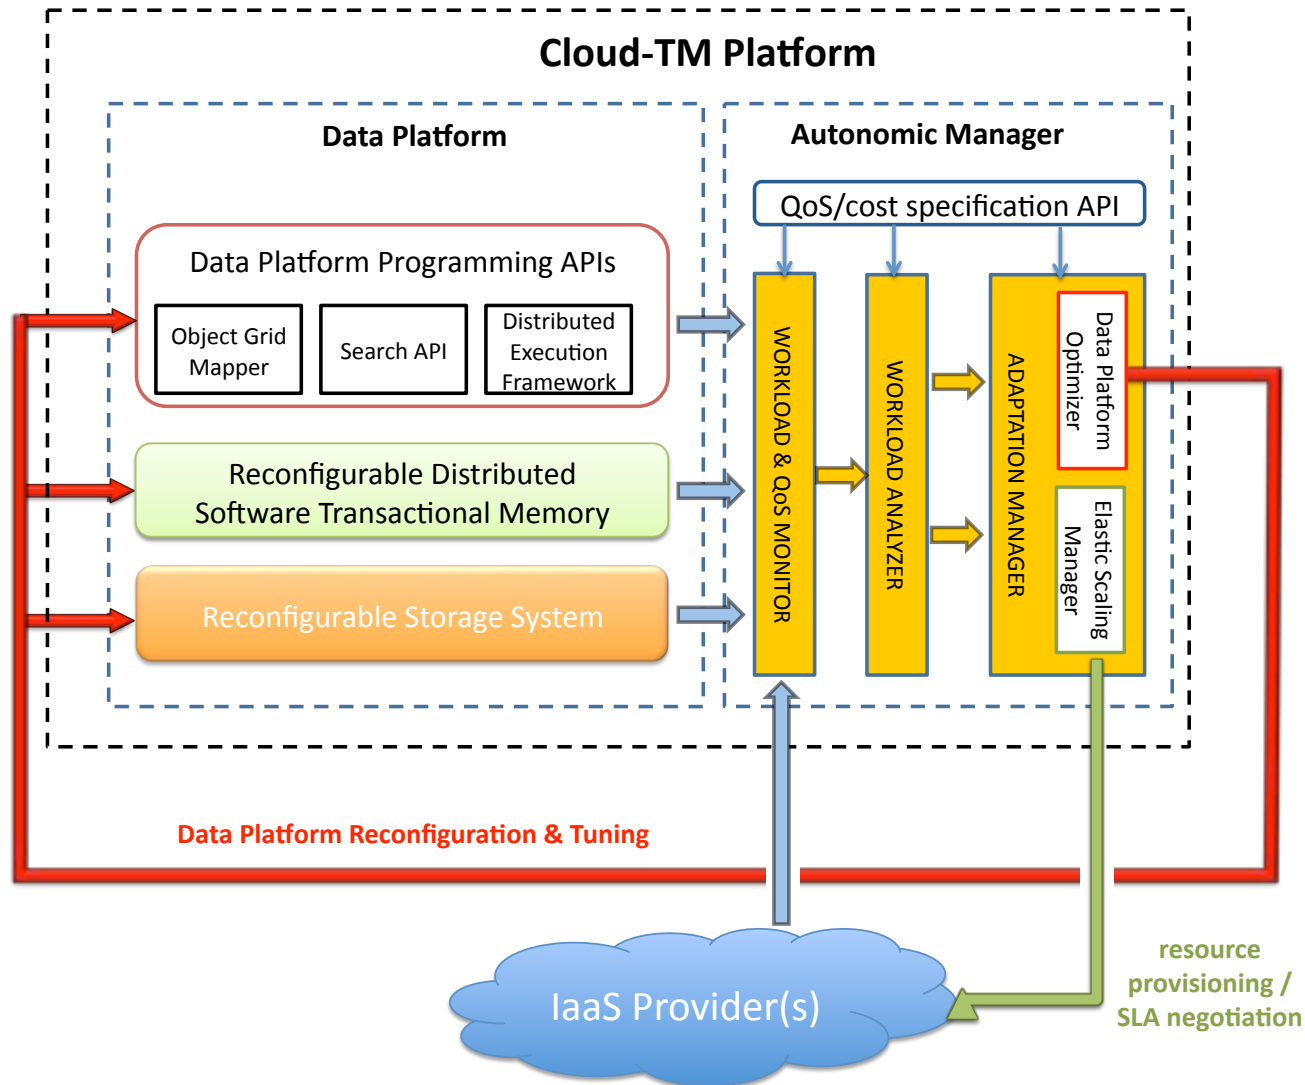 Cloud-TM Platform
Data Platform
Autonomic Manager
QoS/cost specification API
Data Platform Programming APIs
Object Grid
Mapper
Search API
Distributed
Execution
Framework
Reconfigurable Distributed
Software Transactional Memory
Reconfigurable Storage System
WORKLOAD & QoS MONITOR
WORKLOAD ANALYZER
ADAPTATION MANAGER
Data Platform
Optimizer
Elastic Scaling
Manager
Data Platform Reconfiguration & Tuning
IaaS Provider(s)
resource
provisioning /
SLA negotiation